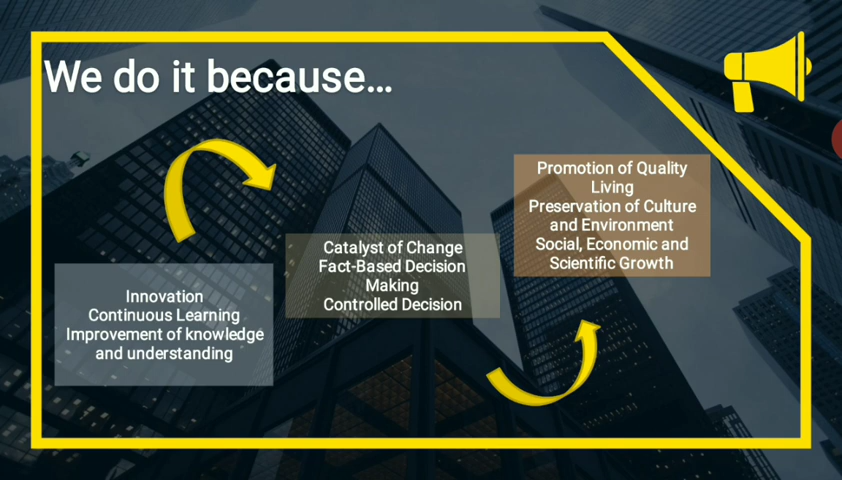 We do it because...
Innovation
Continuous Learning
Improvement of knowledge
and understanding
Catalyst of Change
Fact-Based Decision
Making
Controlled Decision
Promotion of Quality
Living
Preservation of Culture
and Environment
Social, Economic and
Scientific Growth